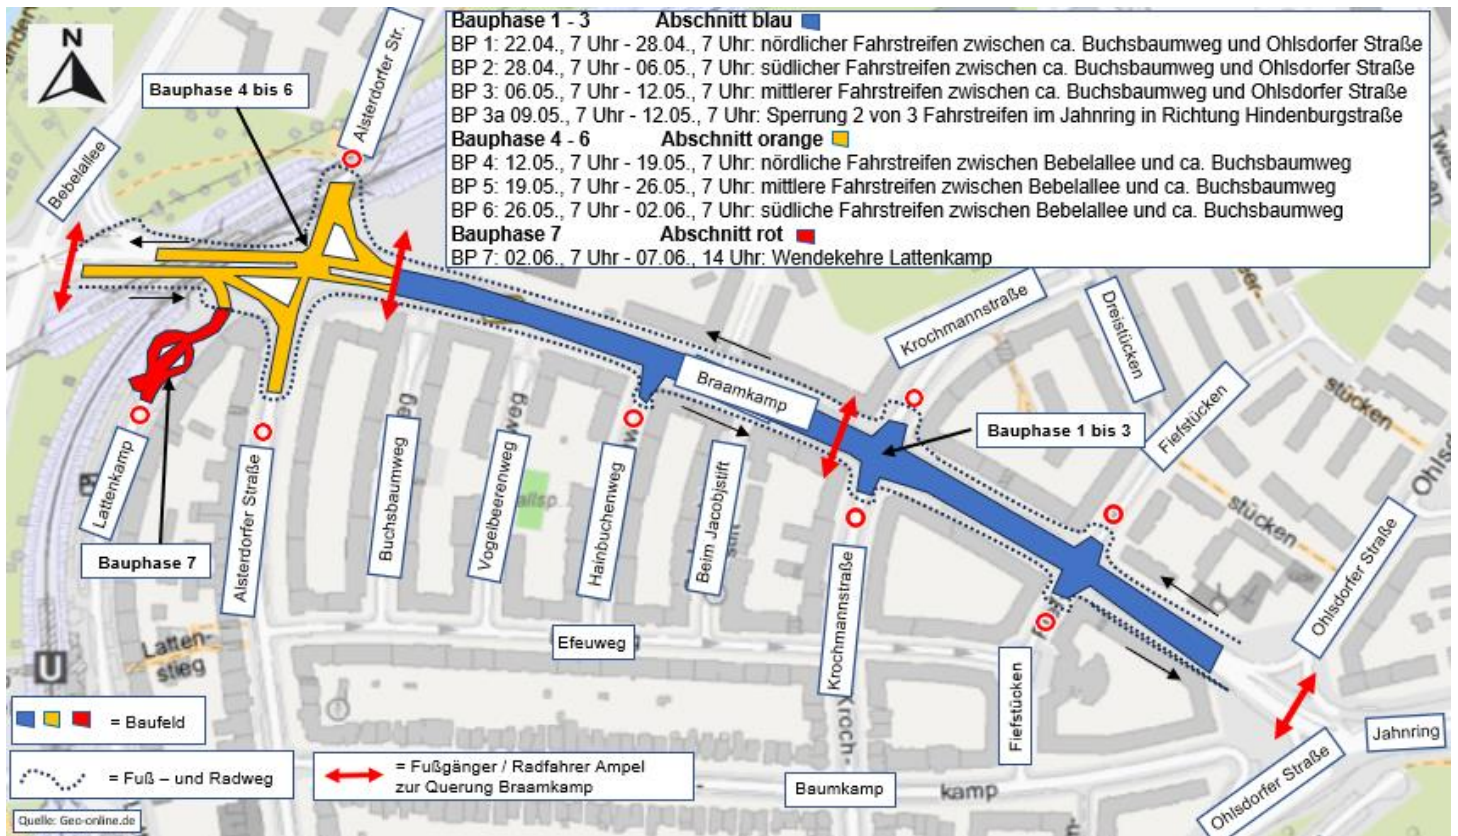 Bauphase 1 - 3 Abschnitt blau
BP 1: 22.04., 7 Uhr - 28.04., 7 Uhr: nördlicher Fahrstreifen zwischen ca. Buchsbaumweg und Ohlsdorfer Straße
BP 2: 28.04., 7 Uhr - 06.05., 7 Uhr: südlicher Fahrstreifen zwischen ca. Buchsbaumweg und Ohlsdorfer Straße
BP 3: 06.05., 7 Uhr - 12.05., 7 Uhr: mittlerer Fahrstreifen zwischen ca. Buchsbaumweg und Ohlsdorfer Straße
BP 3a 09.05., 7 Uhr - 12.05., 7 Uhr: Sperrung 2 von 3 Fahrstreifen im Jahnring in Richtung Hindenburgstraße
Bauphase 4 - 6 Abschnitt orange
BP 4: 12.05., 7 Uhr - 19.05., 7 Uhr: nördliche Fahrstreifen zwischen Bebelallee und ca. Buchsbaumweg
BP 5: 19.05., 7 Uhr - 26.05., 7 Uhr: mittlere Fahrstreifen zwischen Bebelallee und ca. Buchsbaumweg
BP 6: 26.05., 7 Uhr - 02.06., 7 Uhr: südliche Fahrstreifen zwischen Bebelallee und ca. Buchsbaumweg
Bauphase 7 Abschnitt rot
BP 7: 02.06., 7 Uhr - 07.06., 14 Uhr: Wendekehre Lattenkamp
N
Bauphase 4 bis 6
Alsterdorfer Str.
Bebelallee
Krochmannstraße
Dreistücken
Fiefstücken
stücken
Braamkamp
Bauphase 1 bis 3
Lattenkamp
Alsterdorfer Straße
Buchsbaumweg
eg
Vogelbeerenweg
weg
Hainbuchenweg
Beim Jacobjstift
Krochmannstraße
stücken
Ohlsdorfer Straße
Bauphase 7
Efeuweg
Latten-
stieg
Fiefstücken
U
Kroch-
Baumkamp
kamp
Ohlsdorfer Straße
Jahnring
= Baufeld
= Fuß – und Radweg
= Fußgänger / Radfahrer Ampel
zur Querung Braamkamp
Quelle: Geo-online.de